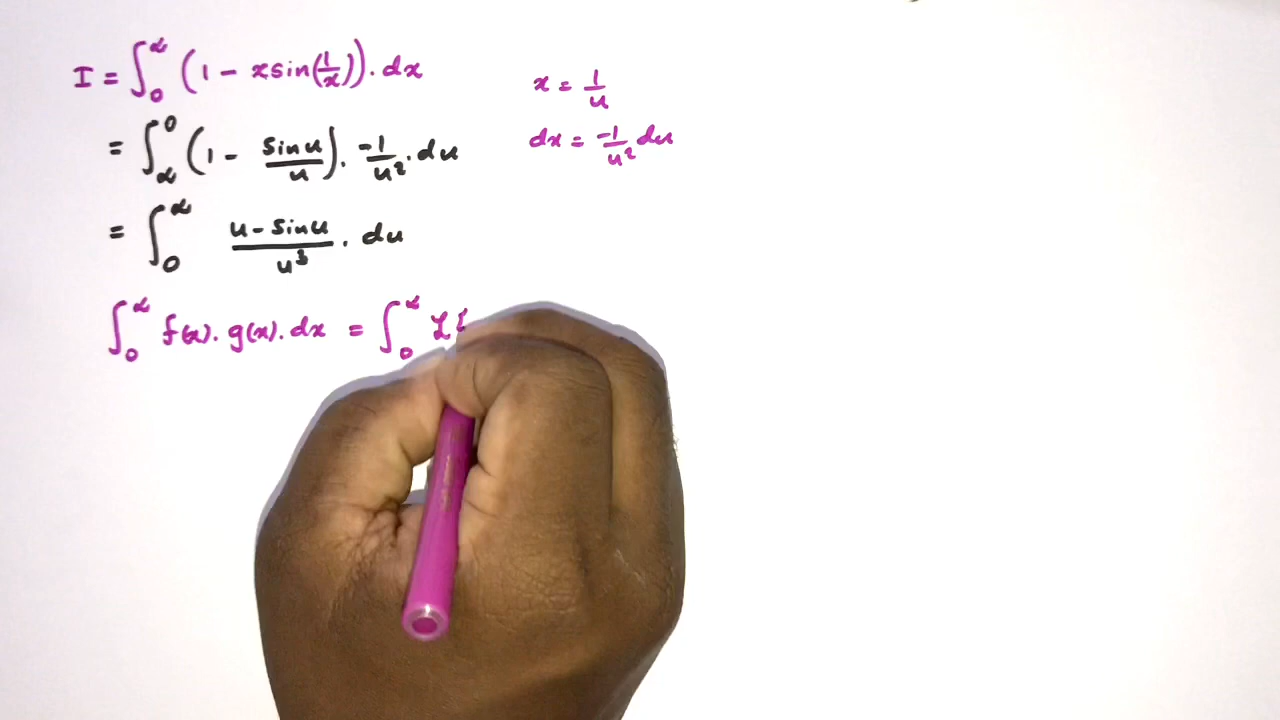 I = ∫₀^∝ (1 - x sin(1/x)). dx
x = 1/u
= ∫_∝^0 (1 - sin u/u). -1/u². du
dx = -1/u² du
= ∫₀^∝ u - sin u/u³ . du
∫₀^∝ f(x). g(x). dx = ∫₀^∝ ℒ{